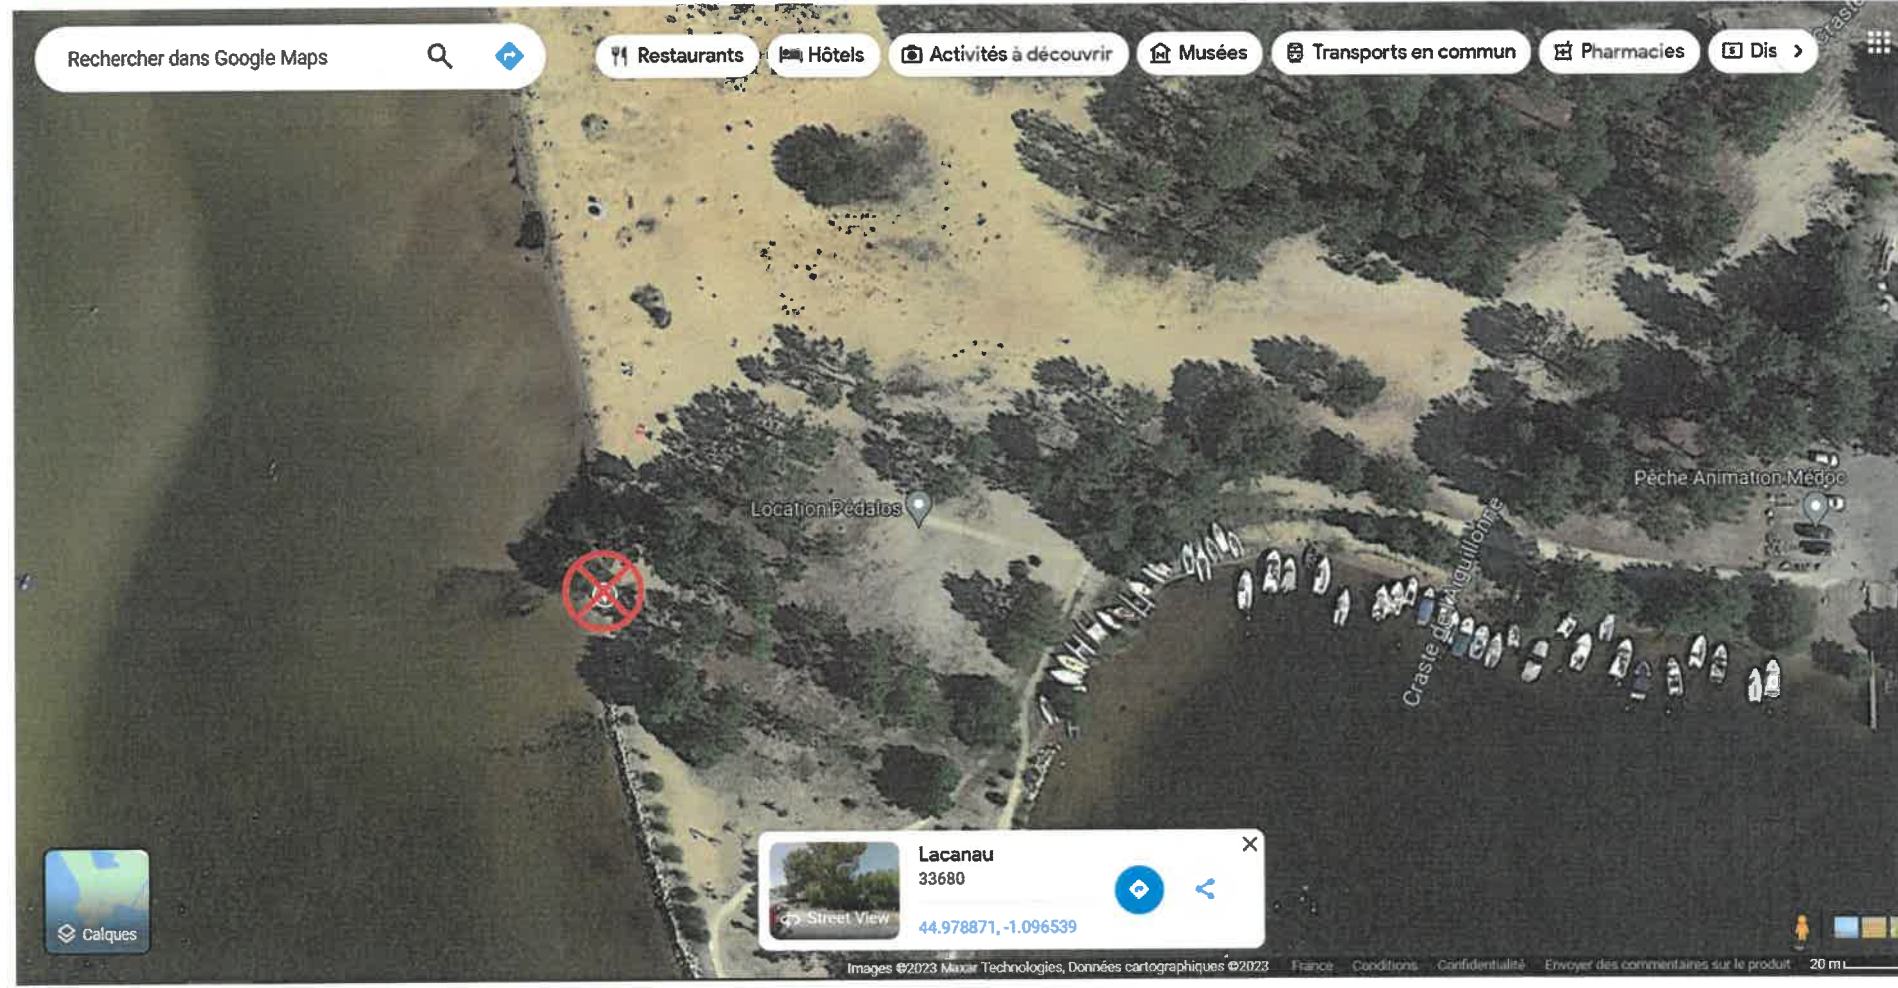 Rechercher dans Google Maps
Restaurants
Hôtels
Activités à découvrir
Musées
Transports en commun
Pharmacies
Dis
Craste
Pêche Animation Médoc
Location Pédalos
Craste de l'Aiguillonne
Lacanau
33680
Street View
44.978871, -1.096539
Calques
Images ©2023 Maxar Technologies, Données cartographiques ©2023 France Conditions Confidentialité Envoyer des commentaires sur le produit 20 m